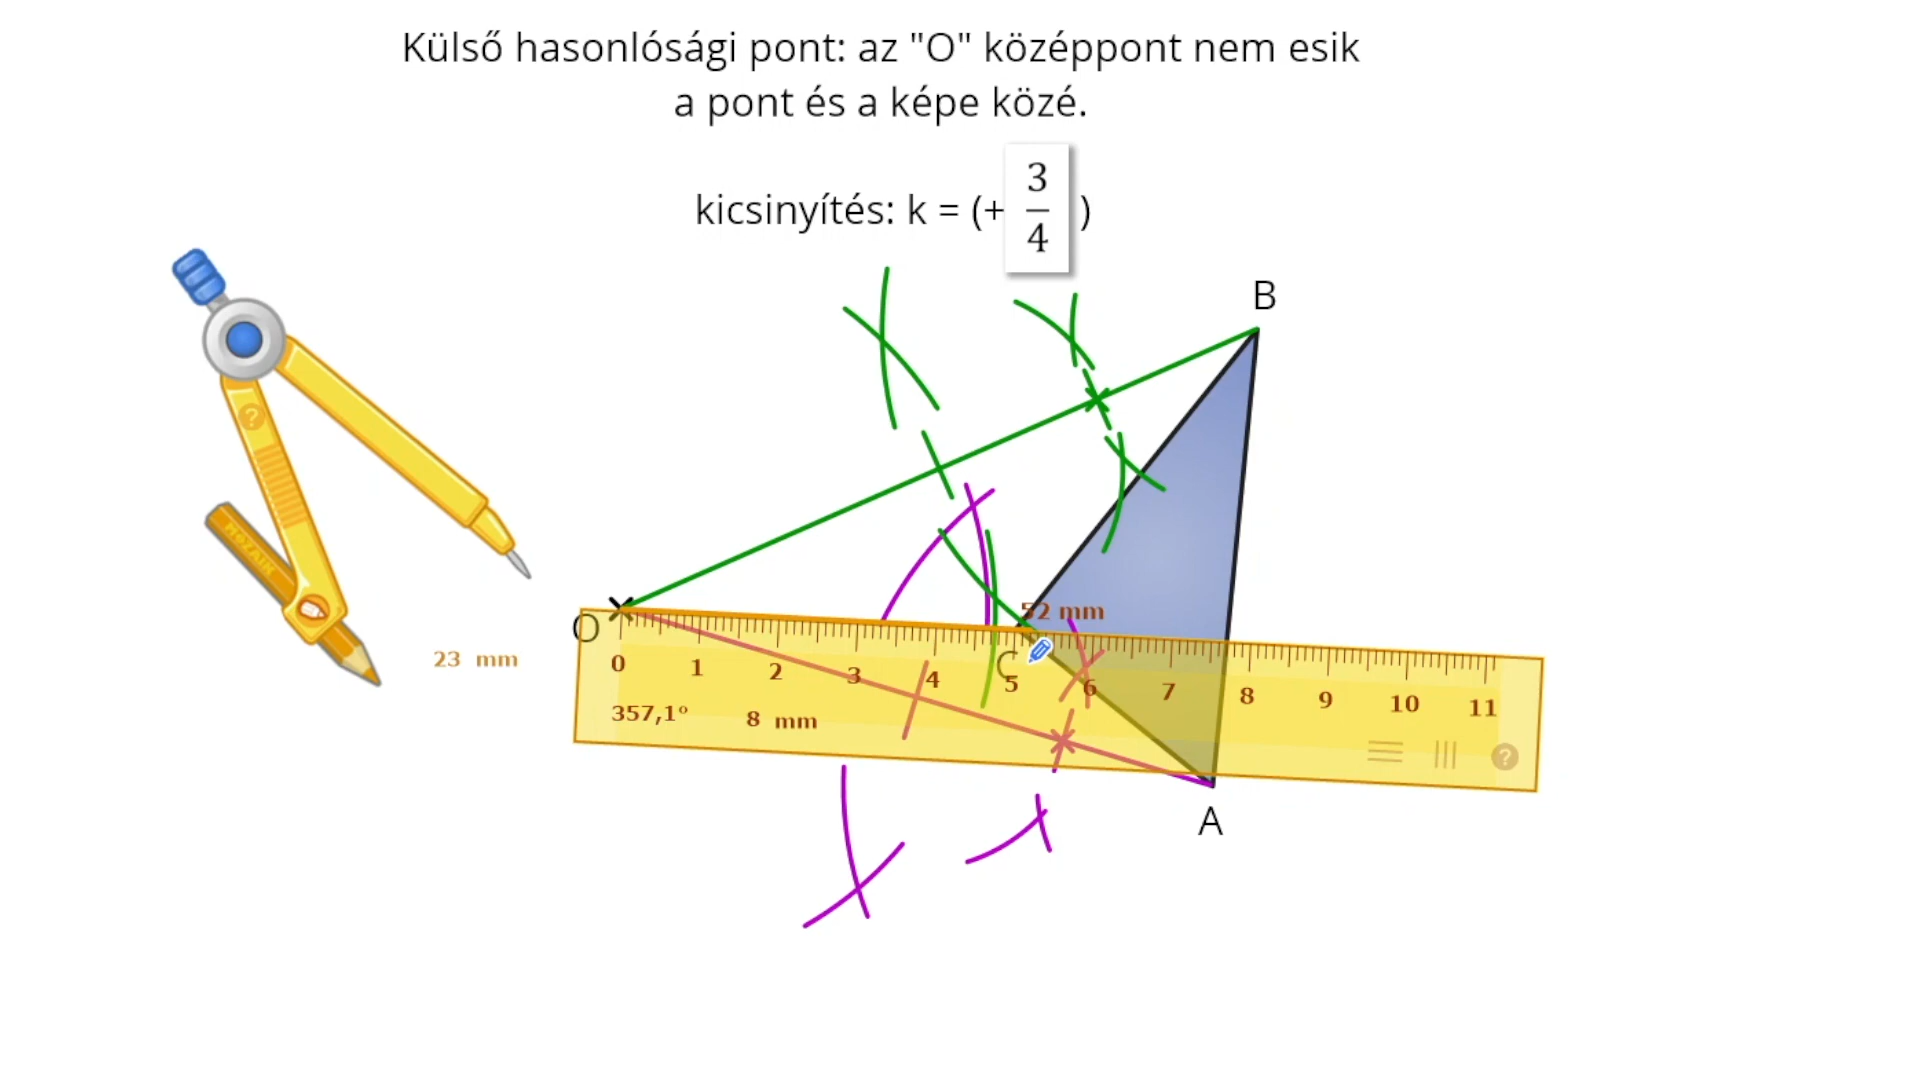 Külső hasonlósági pont: az "O" középpont nem esik
a pont és a képe közé.
kicsinyítés: k = (+ 3/4 )
B
?
MOZAIK
O
52 mm
23 mm
C
0 1 2 3 4 5 6 7 8 9 10 11
357,1° 8 mm
?
A